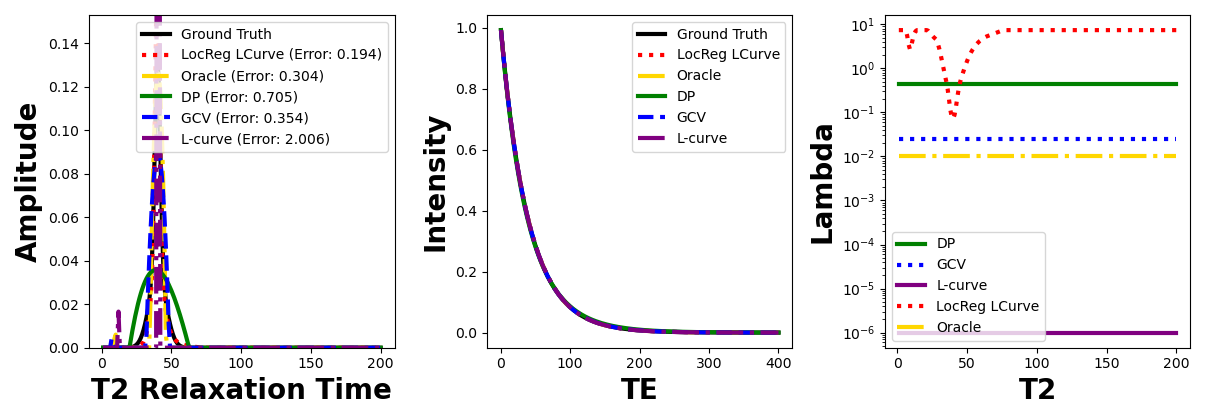 Amplitude
0.14
0.12
0.10
0.08
0.06
0.04
0.02
0.00
0
50
100
150
200
T2 Relaxation Time
Ground Truth
LocReg LCurve (Error: 0.194)
Oracle (Error: 0.304)
DP (Error: 0.705)
GCV (Error: 0.354)
L-curve (Error: 2.006)
Intensity
1.0
0.8
0.6
0.4
0.2
0.0
0
100
200
300
400
TE
Ground Truth
LocReg LCurve
Oracle
DP
GCV
L-curve
Lambda
10¹
10⁰
10⁻¹
10⁻²
10⁻³
10⁻⁴
10⁻⁵
10⁻⁶
0
50
100
150
200
T2
DP
GCV
L-curve
LocReg LCurve
Oracle